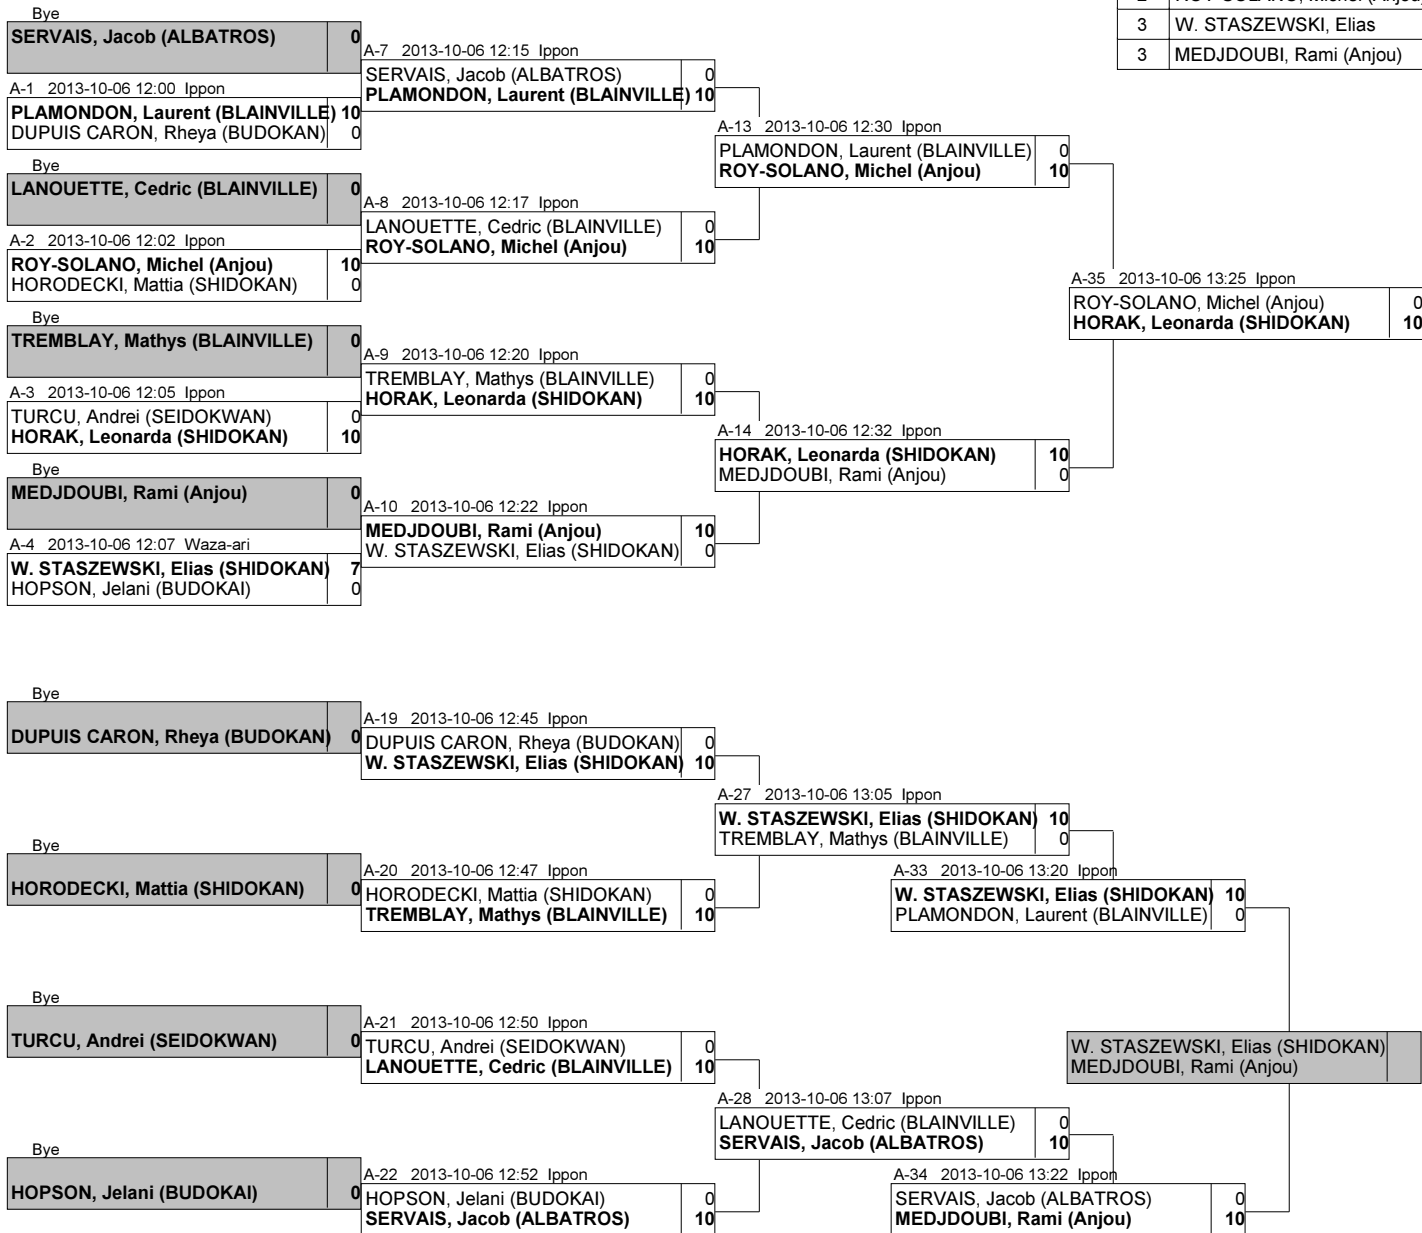 3 W. STASZEWSKI, Elias
3 MEDJDOUBI, Rami (Anjou)
Bye
SERVAIS, Jacob (ALBATROS) 0
A-1 2013-10-06 12:00 Ippon
PLAMONDON, Laurent (BLAINVILLE) 10
DUPUIS CARON, Rheya (BUDOKAN) 0
Bye
LANOUETTE, Cedric (BLAINVILLE) 0
A-2 2013-10-06 12:02 Ippon
ROY-SOLANO, Michel (Anjou) 10
HORODECKI, Mattia (SHIDOKAN) 0
Bye
TREMBLAY, Mathys (BLAINVILLE) 0
A-3 2013-10-06 12:05 Ippon
TURCU, Andrei (SEIDOKWAN) 0
HORAK, Leonarda (SHIDOKAN) 10
Bye
MEDJDOUBI, Rami (Anjou) 0
A-4 2013-10-06 12:07 Waza-ari
W. STASZEWSKI, Elias (SHIDOKAN) 7
HOPSON, Jelani (BUDOKAI) 0
A-7 2013-10-06 12:15 Ippon
SERVAIS, Jacob (ALBATROS) 0
PLAMONDON, Laurent (BLAINVILLE) 10
A-8 2013-10-06 12:17 Ippon
LANOUETTE, Cedric (BLAINVILLE) 0
ROY-SOLANO, Michel (Anjou) 10
A-9 2013-10-06 12:20 Ippon
TREMBLAY, Mathys (BLAINVILLE) 0
HORAK, Leonarda (SHIDOKAN) 10
A-10 2013-10-06 12:22 Ippon
MEDJDOUBI, Rami (Anjou) 10
W. STASZEWSKI, Elias (SHIDOKAN) 0
A-13 2013-10-06 12:30 Ippon
PLAMONDON, Laurent (BLAINVILLE) 0
ROY-SOLANO, Michel (Anjou) 10
A-14 2013-10-06 12:32 Ippon
HORAK, Leonarda (SHIDOKAN) 10
MEDJDOUBI, Rami (Anjou) 0
A-35 2013-10-06 13:25 Ippon
ROY-SOLANO, Michel (Anjou) 0
HORAK, Leonarda (SHIDOKAN) 10
Bye
DUPUIS CARON, Rheya (BUDOKAN) 0
Bye
HORODECKI, Mattia (SHIDOKAN) 0
Bye
TURCU, Andrei (SEIDOKWAN) 0
Bye
HOPSON, Jelani (BUDOKAI) 0
A-19 2013-10-06 12:45 Ippon
DUPUIS CARON, Rheya (BUDOKAN) 0
W. STASZEWSKI, Elias (SHIDOKAN) 10
A-20 2013-10-06 12:47 Ippon
HORODECKI, Mattia (SHIDOKAN) 0
TREMBLAY, Mathys (BLAINVILLE) 10
A-21 2013-10-06 12:50 Ippon
TURCU, Andrei (SEIDOKWAN) 0
LANOUETTE, Cedric (BLAINVILLE) 10
A-22 2013-10-06 12:52 Ippon
HOPSON, Jelani (BUDOKAI) 0
SERVAIS, Jacob (ALBATROS) 10
A-27 2013-10-06 13:05 Ippon
W. STASZEWSKI, Elias (SHIDOKAN) 10
TREMBLAY, Mathys (BLAINVILLE) 0
A-28 2013-10-06 13:07 Ippon
LANOUETTE, Cedric (BLAINVILLE) 0
SERVAIS, Jacob (ALBATROS) 10
A-33 2013-10-06 13:20 Ippon
W. STASZEWSKI, Elias (SHIDOKAN) 10
PLAMONDON, Laurent (BLAINVILLE) 0
A-34 2013-10-06 13:22 Ippon
SERVAIS, Jacob (ALBATROS) 0
MEDJDOUBI, Rami (Anjou) 10
W. STASZEWSKI, Elias (SHIDOKAN)
MEDJDOUBI, Rami (Anjou)